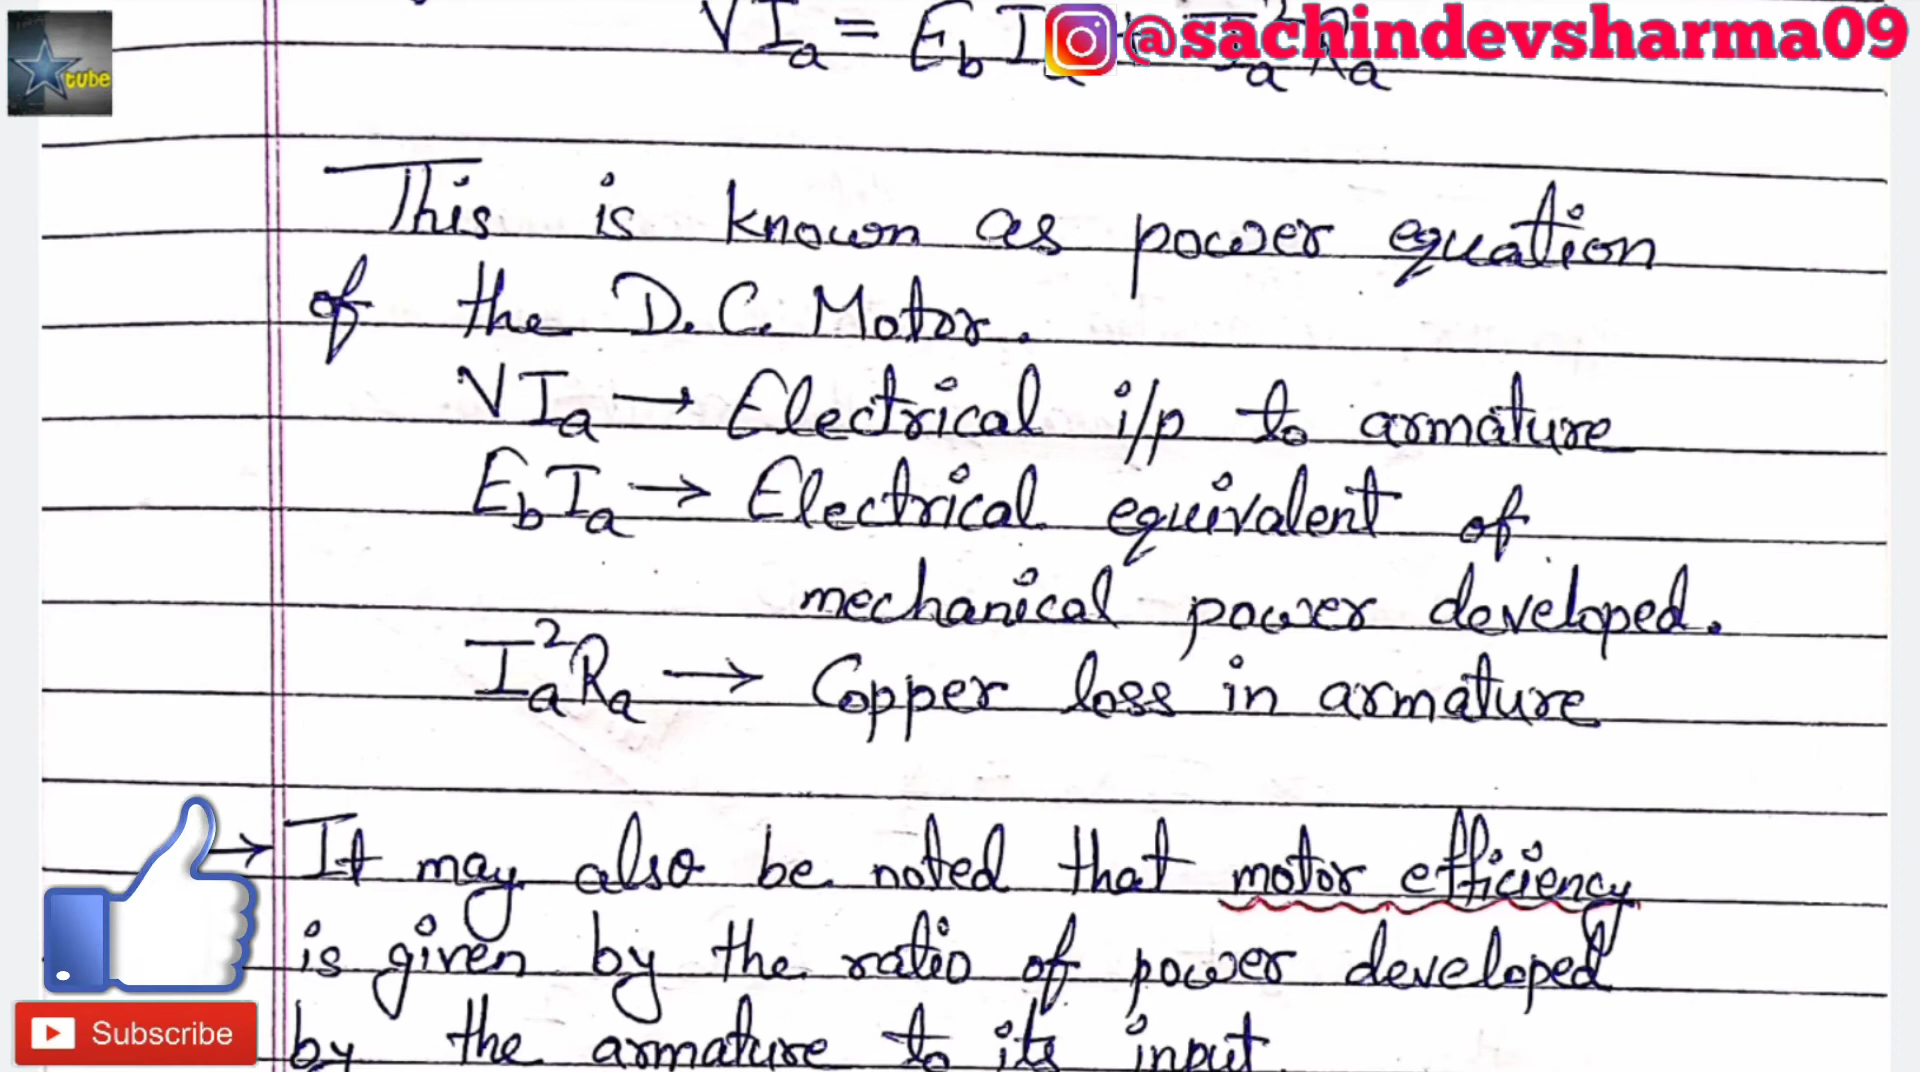 VIa = EbIa + Ia²Ra
@sachindevsharma09
tube
This is known as power equation
of the D.C. Motor.
VIa → Electrical i/p to armature
EbIa → Electrical equivalent of
mechanical power developed.
Ia²Ra → Copper loss in armature
→ It may also be noted that motor efficiency
is given by the ratio of power developed
by the armature to its input
Subscribe